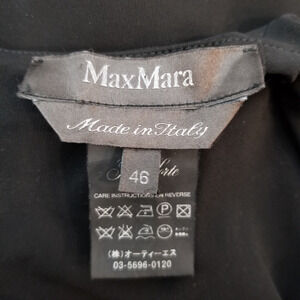 MaxMara
Made in Italy
46
CARE INSTRUCTIONS ON REVERSE
(株)オーティーエス
03-5696-0120